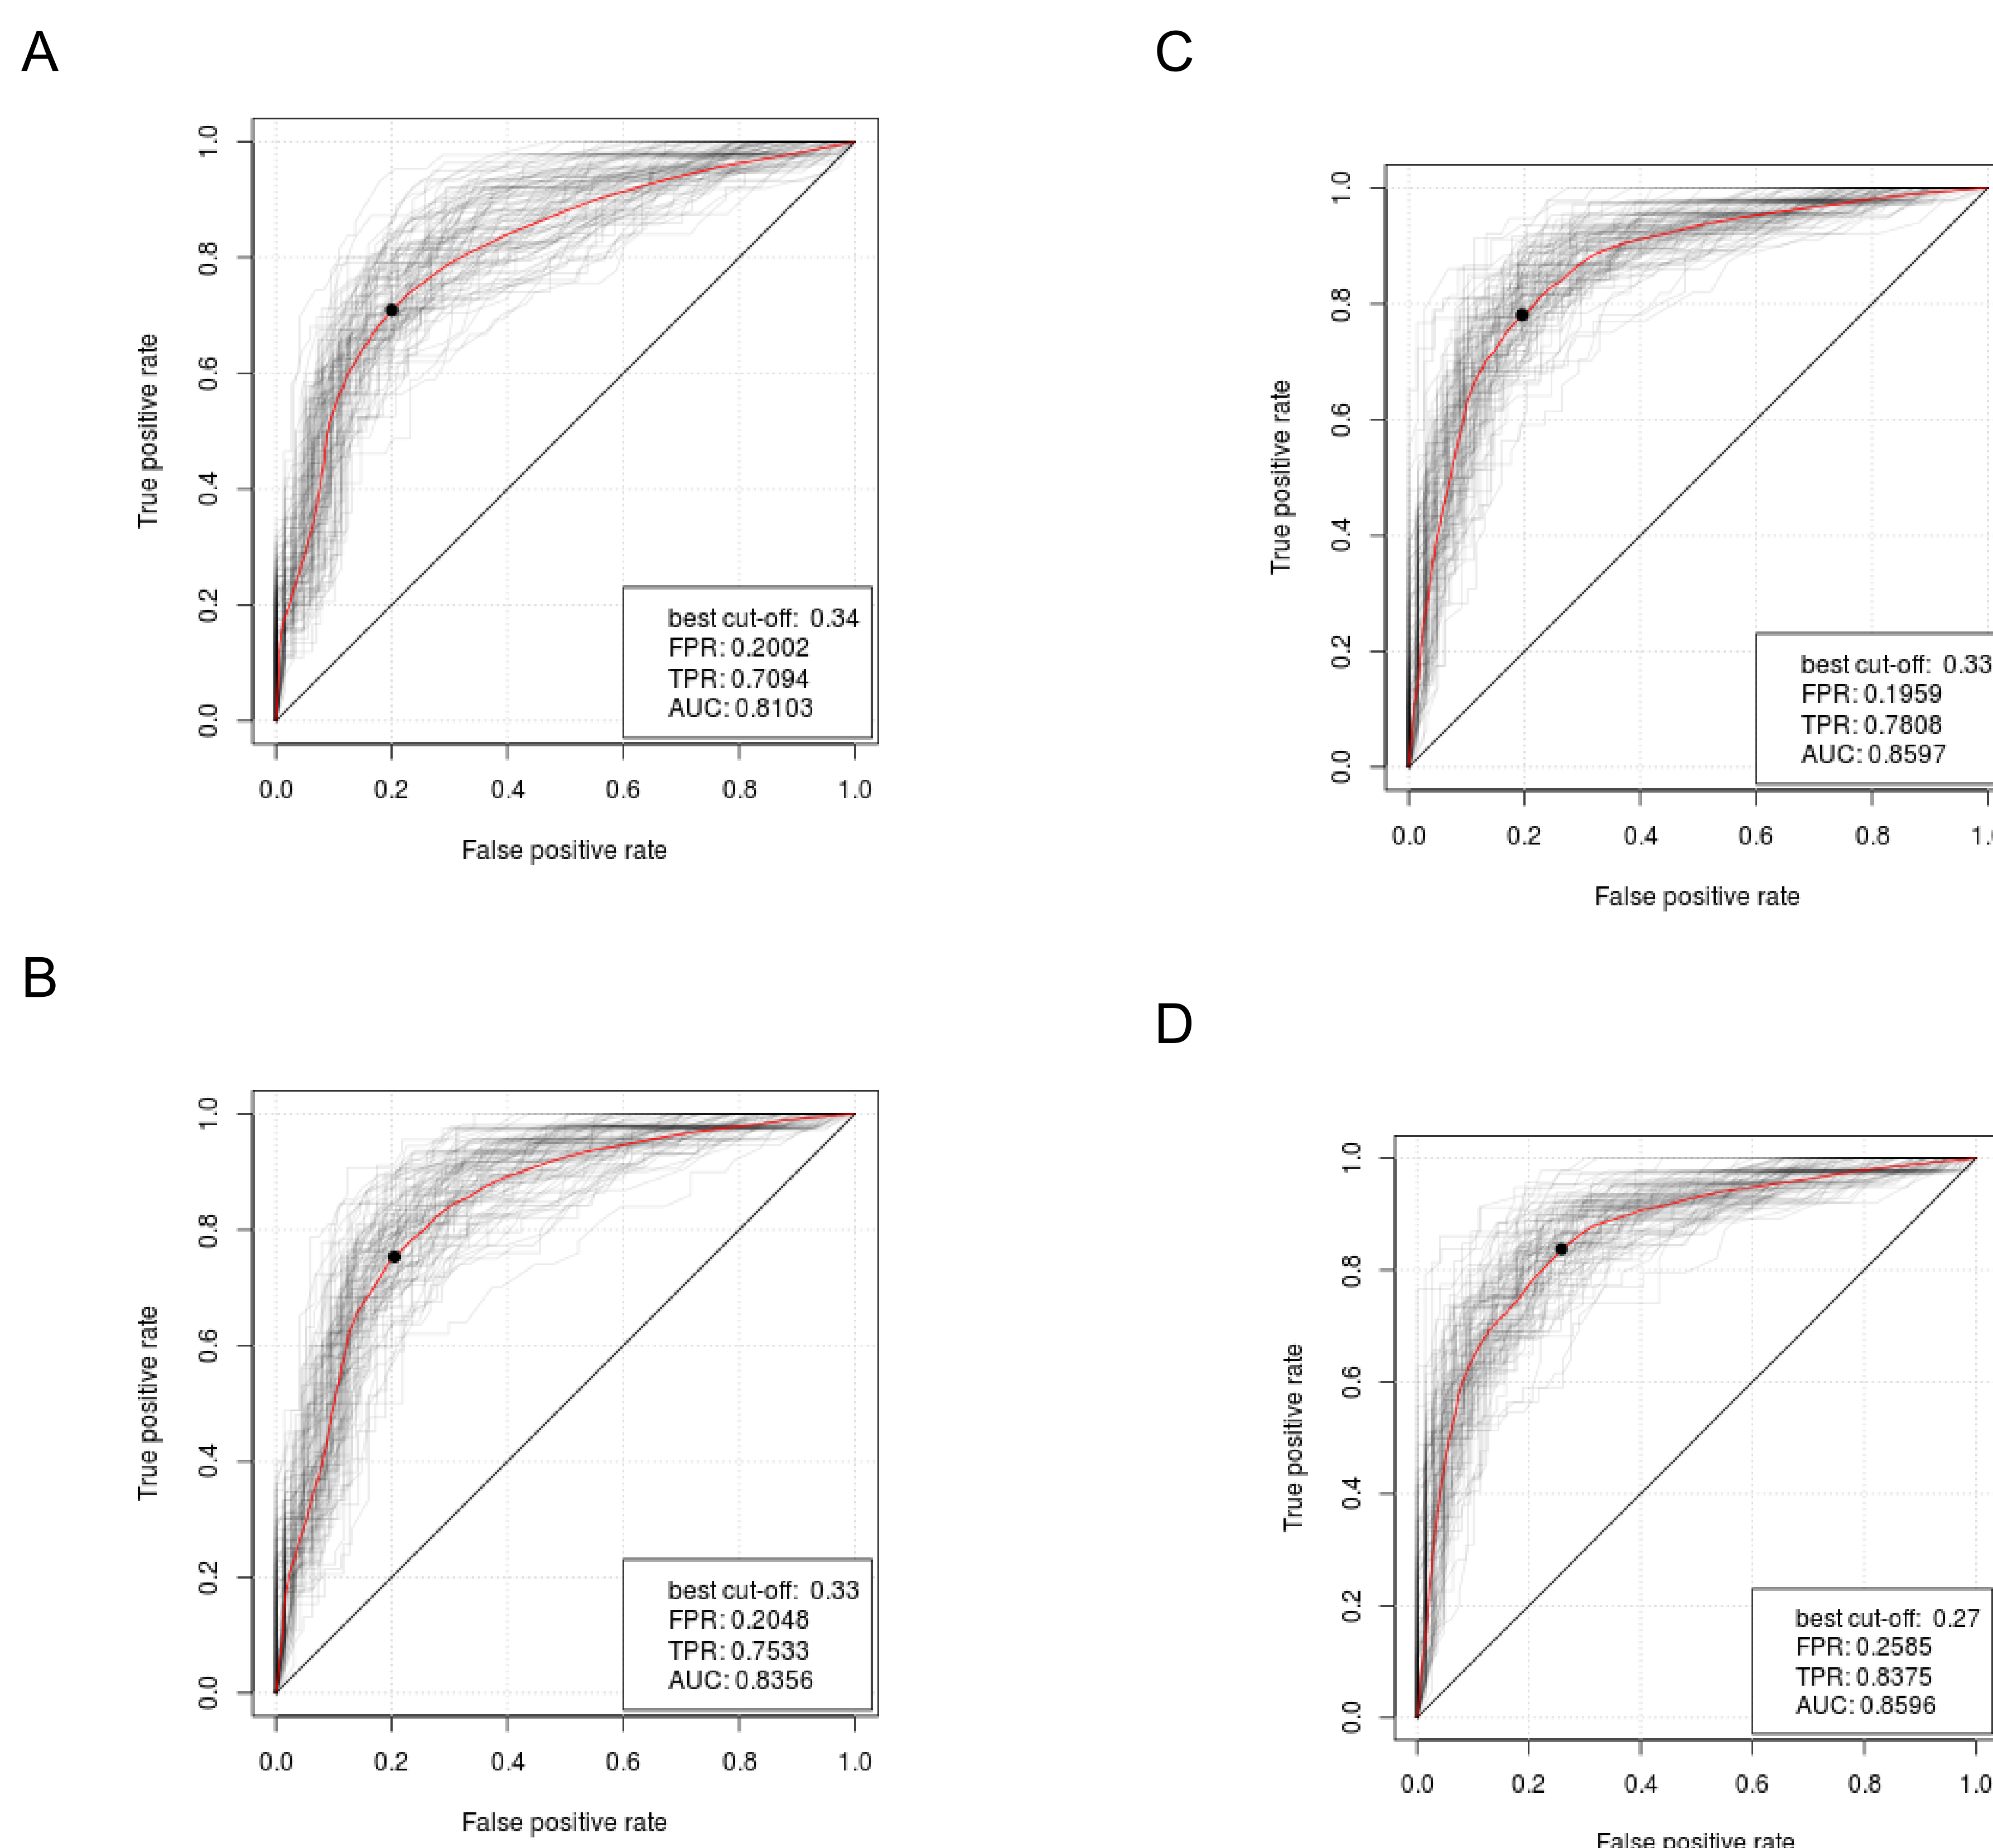 A
True positive rate
1.0
0.8
0.6
0.4
0.2
0.0
best cut-off: 0.34
FPR: 0.2002
TPR: 0.7094
AUC: 0.8103
0.0 0.2 0.4 0.6 0.8 1.0
False positive rate
B
True positive rate
1.0
0.8
0.6
0.4
0.2
0.0
best cut-off: 0.33
FPR: 0.2048
TPR: 0.7533
AUC: 0.8356
0.0 0.2 0.4 0.6 0.8 1.0
False positive rate
C
True positive rate
1.0
0.8
0.6
0.4
0.2
0.0
best cut-off: 0.33
FPR: 0.1959
TPR: 0.7808
AUC: 0.8597
0.0 0.2 0.4 0.6 0.8 1.0
False positive rate
D
True positive rate
1.0
0.8
0.6
0.4
0.2
0.0
best cut-off: 0.27
FPR: 0.2585
TPR: 0.8375
AUC: 0.8596
0.0 0.2 0.4 0.6 0.8 1.0
False positive rate